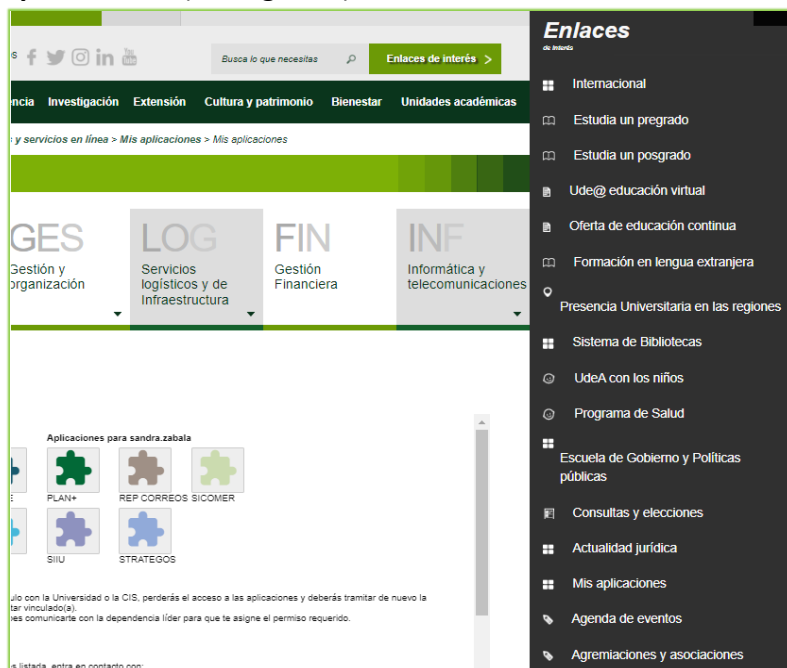 Busca lo que necesitas
Enlaces de interés >
Investigación Extensión Cultura y patrimonio Bienestar Unidades académicas
y servicios en línea > Mis aplicaciones > Mis aplicaciones
GES
Gestión y
organización
LOG
Servicios
logísticos y de
Infraestructura
FIN
Gestión
Financiera
INF
Informática y
telecomunicaciones
Aplicaciones para sandra.zabala
PLAN+
REP CORREOS
SICOMER
SIIU
STRATEGOS
con la Universidad o la CIS, perderás el acceso a las aplicaciones y deberás tramitar de nuevo la
vinculado(a).
comunicarte con la dependencia líder para que te asigne el permiso requerido.
listada, entra en contacto con:
Enlaces
de interés
Internacional
Estudia un pregrado
Estudia un posgrado
Ude@ educación virtual
Oferta de educación continua
Formación en lengua extranjera
Presencia Universitaria en las regiones
Sistema de Bibliotecas
UdeA con los niños
Programa de Salud
Escuela de Gobierno y Políticas
públicas
Consultas y elecciones
Actualidad jurídica
Mis aplicaciones
Agenda de eventos
Agremiaciones y asociaciones